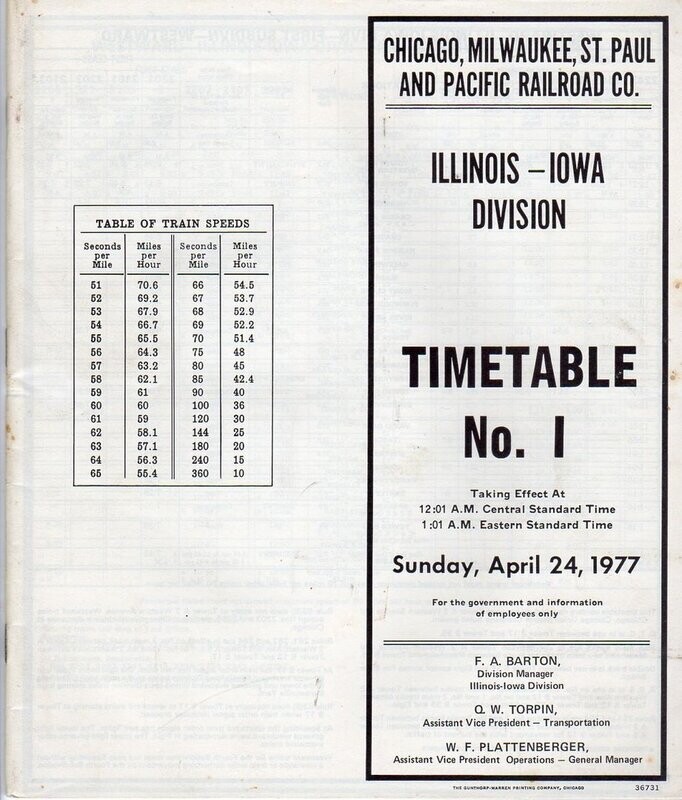 TABLE OF TRAIN SPEEDS
Seconds per Mile Miles per Hour Seconds per Mile Miles per Hour
51 70.6 66 54.5
52 69.2 67 53.7
53 67.9 68 52.9
54 66.7 69 52.2
55 65.5 70 51.4
56 64.3 75 48
57 63.2 80 45
58 62.1 85 42.4
59 61 90 40
60 60 100 36
61 59 120 30
62 58.1 144 25
63 57.1 180 20
64 56.3 240 15
65 55.4 360 10
CHICAGO, MILWAUKEE, ST. PAUL
AND PACIFIC RAILROAD CO.
ILLINOIS – IOWA
DIVISION
TIMETABLE
No. 1
Taking Effect At
12:01 A.M. Central Standard Time
1:01 A.M. Eastern Standard Time
Sunday, April 24, 1977
For the government and information
of employees only
F. A. BARTON,
Division Manager
Illinois-Iowa Division
O. W. TORPIN,
Assistant Vice President – Transportation
W. F. PLATTENBERGER,
Assistant Vice President Operations – General Manager
THE GUNTHORP-WARREN PRINTING COMPANY, CHICAGO
36731